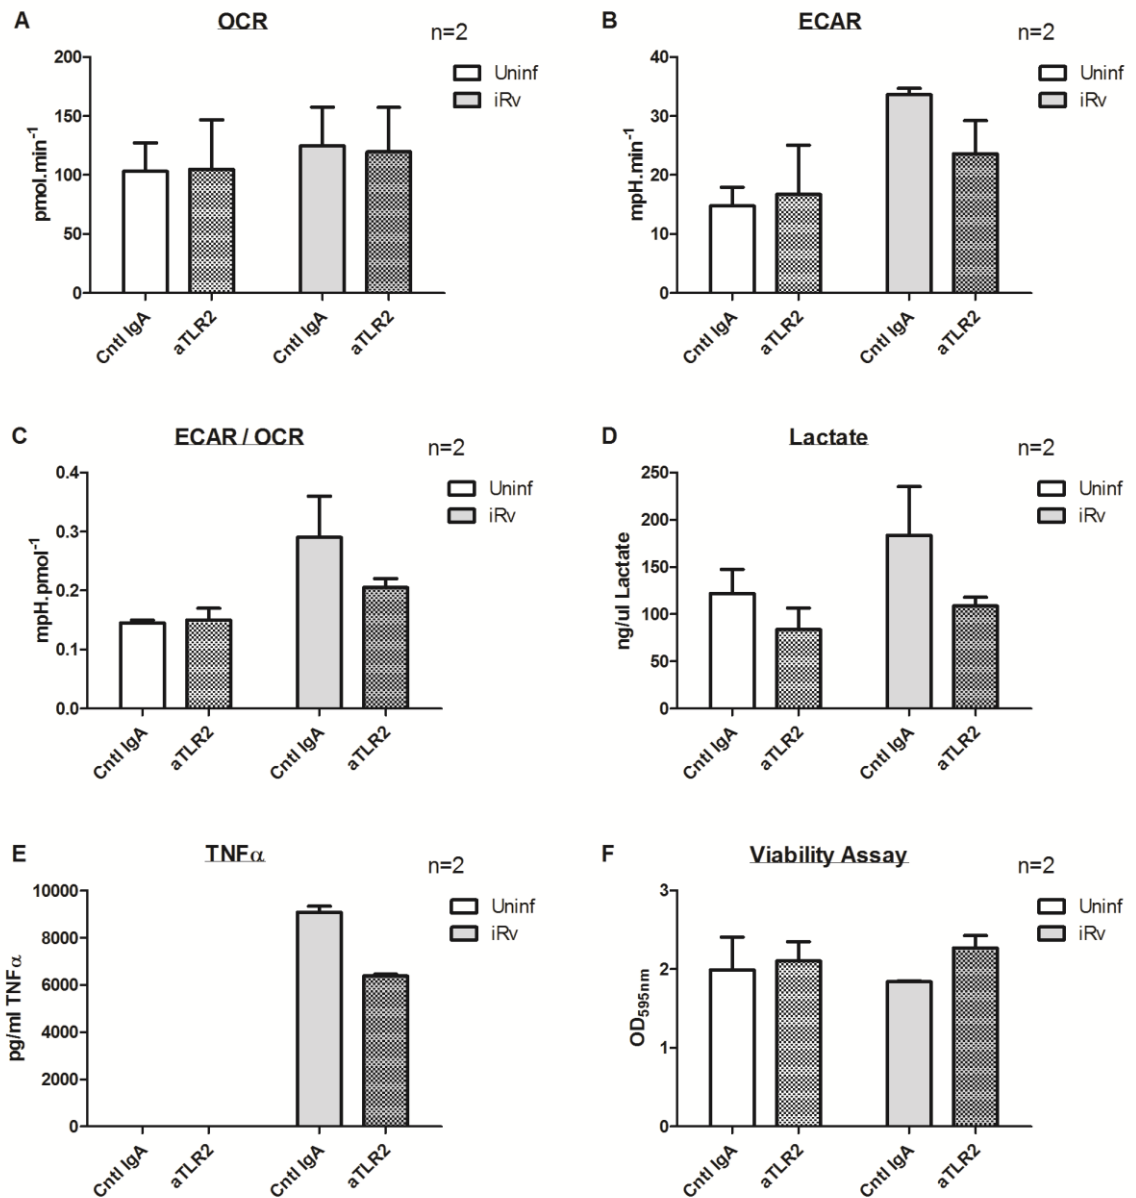 A
OCR
n=2
Uninf
iRv
pmol.min⁻¹
200
150
100
50
0
Cntl IgA
aTLR2
Cntl IgA
aTLR2
B
ECAR
n=2
Uninf
iRv
mpH.min⁻¹
40
30
20
10
0
Cntl IgA
aTLR2
Cntl IgA
aTLR2
C
ECAR / OCR
n=2
Uninf
iRv
mpH.pmol⁻¹
0.4
0.3
0.2
0.1
0.0
Cntl IgA
aTLR2
Cntl IgA
aTLR2
D
Lactate
n=2
Uninf
iRv
ng/ul Lactate
250
200
150
100
50
0
Cntl IgA
aTLR2
Cntl IgA
aTLR2
E
TNFα
n=2
Uninf
iRv
pg/ml TNFα
10000
8000
6000
4000
2000
0
Cntl IgA
aTLR2
Cntl IgA
aTLR2
F
Viability Assay
n=2
Uninf
iRv
OD595nm
3
2
1
0
Cntl IgA
aTLR2
Cntl IgA
aTLR2